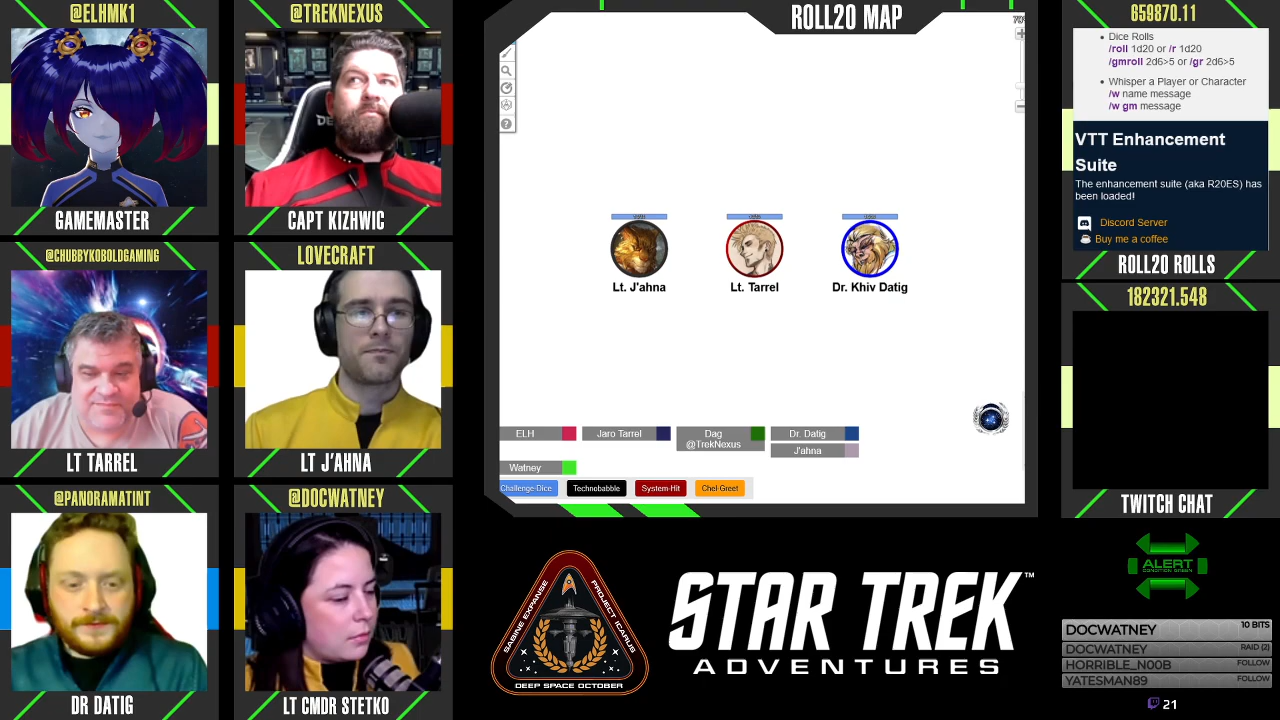 @ELHMK1
GAMEMASTER
@TREKNEXUS
CAPT KIZHWIC
@CHUBBYKOBOLDGAMING
LT TARREL
LOVECRAFT
LT J'AHNA
@PANORAMATINT
DR DATIG
@DOCWATNEY
LT CMDR STETKO
ROLL20 MAP
Lt. J'ahna
Lt. Tarrel
Dr. Khiv Datig
ELH
Jaro Tarrel
Dag
@TrekNexus
Dr. Datig
J'ahna
Watney
Challenge-Dice
Technobabble
System-Hit
Chel-Greet
SABINE EXPANSE
PROJECT ICARUS
DEEP SPACE OCTOBER
STAR TREK™
ADVENTURES
659870.11
• Dice Rolls
/roll 1d20 or /r 1d20
/gmroll 2d6>5 or /gr 2d6>5
• Whisper a Player or Character
/w name message
/w gm message
VTT Enhancement
Suite
The enhancement suite (aka R20ES) has
been loaded!
Discord Server
Buy me a coffee
ROLL20 ROLLS
182321.548
TWITCH CHAT
ALERT
CONDITION GREEN
DOCWATNEY 10 BITS
DOCWATNEY RAID (2)
HORRIBLE_N00B FOLLOW
YATESMAN89 FOLLOW
21